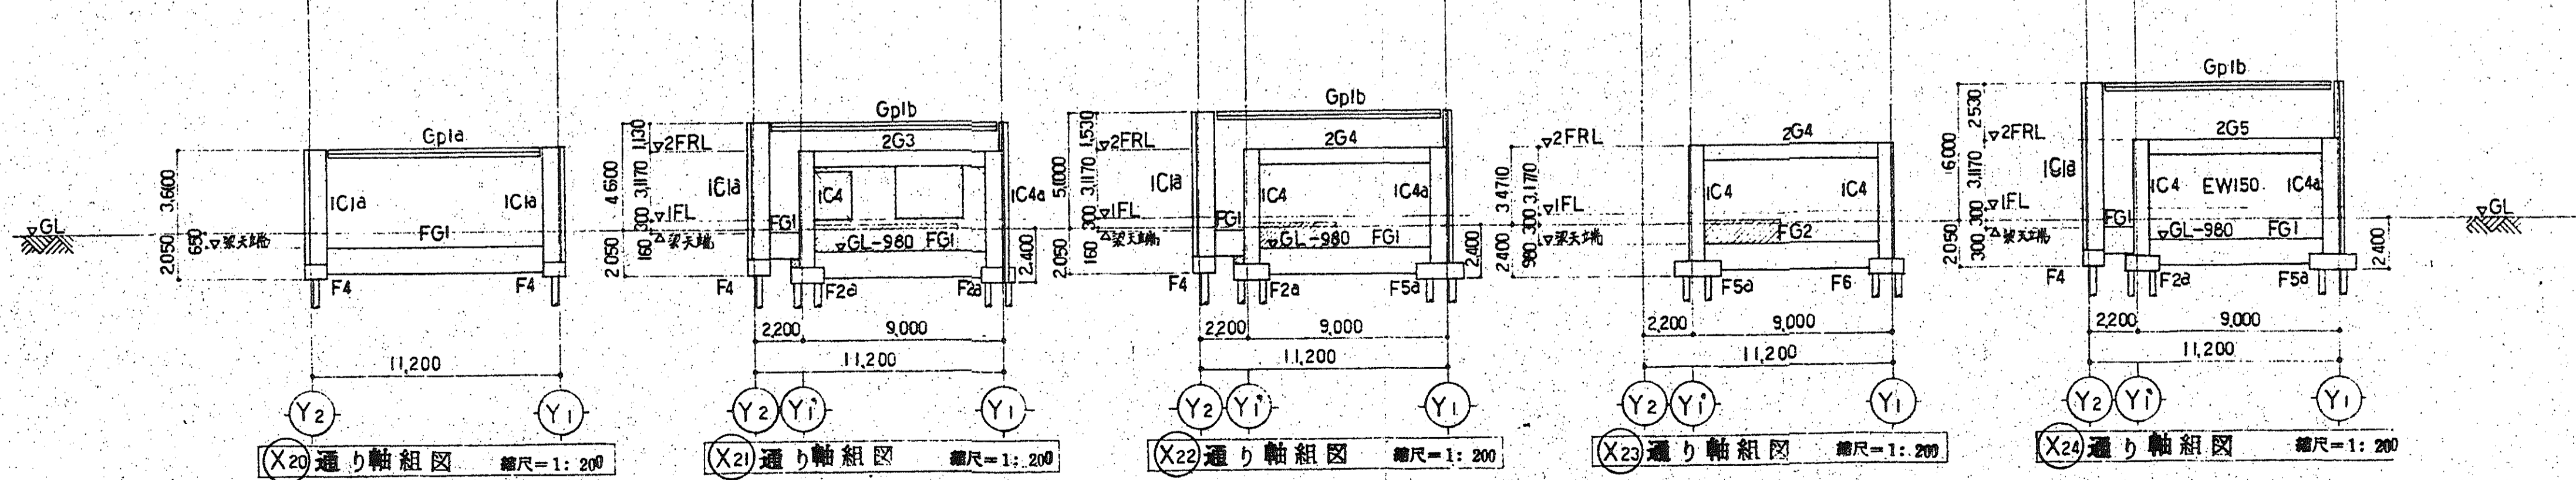 ▽GL
3,600
2,050
650
▽梁天端
Gp1a
1C1a
1C1a
FG1
F4
F4
11,200
Y2
Y1
X20 通り軸組図 縮尺=1:200
4,600
2,050
1,130
3,1170
300
160
▽2FRL
▽1FL
△梁天端
Gp1b
2G3
1C1a
1C4
1C4a
FG1
▽GL-980 FG1
2,400
F4
F2a
F2a
2,200
9,000
11,200
Y2
Y1'
Y1
X21 通り軸組図 縮尺=1:200
5,000
2,050
1,530
3,1170
300
160
▽2FRL
▽1FL
△梁天端
Gp1b
2G4
1C1a
1C4
1C4a
FG1
▽GL-980 FG1
2,400
F4
F2a
F5a
2,200
9,000
11,200
Y2
Y1'
Y1
X22 通り軸組図 縮尺=1:200
3,4710
2,400
3,1170
300
980
▽2FRL
▽1FL
▽梁天端
2G4
1C4
1C4
FG2
F5a
F6
2,200
9,000
11,200
Y2
Y1'
Y1
X23 通り軸組図 縮尺=1:200
6,000
2,050
2,530
3,1170
300
300
▽2FRL
▽1FL
△梁天端
Gp1b
2G5
1C1a
1C4
EW150
1C4a
FG1
▽GL-980 FG1
2,400
F4
F2a
F5a
2,200
9,000
11,200
Y2
Y1'
Y1
X24 通り軸組図 縮尺=1:200
▽GL